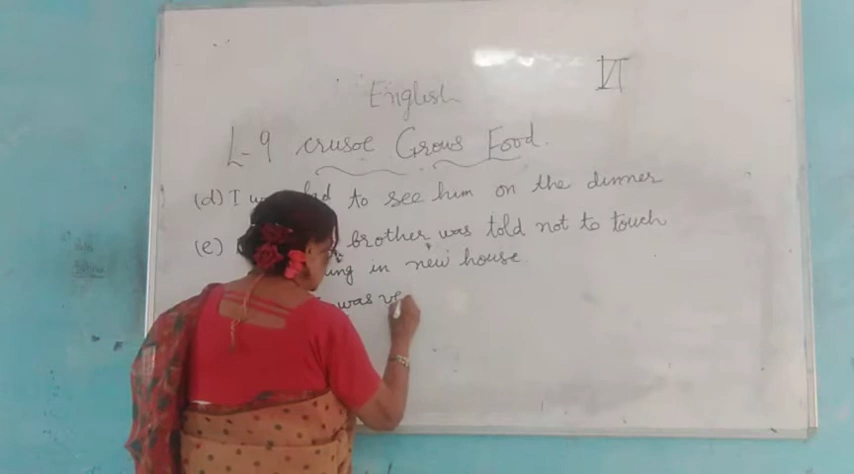 English
VI
L-9 crusoe Grows Food.
(d) I to see him on the dinner
(e) brother was told not to touch
in new house.
was